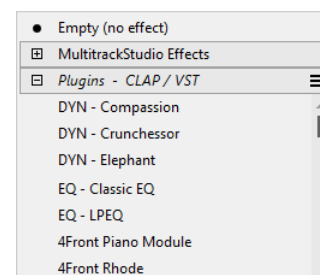 Empty (no effect)
MultitrackStudio Effects
Plugins - CLAP / VST
DYN - Compassion
DYN - Crunchessor
DYN - Elephant
EQ - Classic EQ
EQ - LPEQ
4Front Piano Module
4Front Rhode